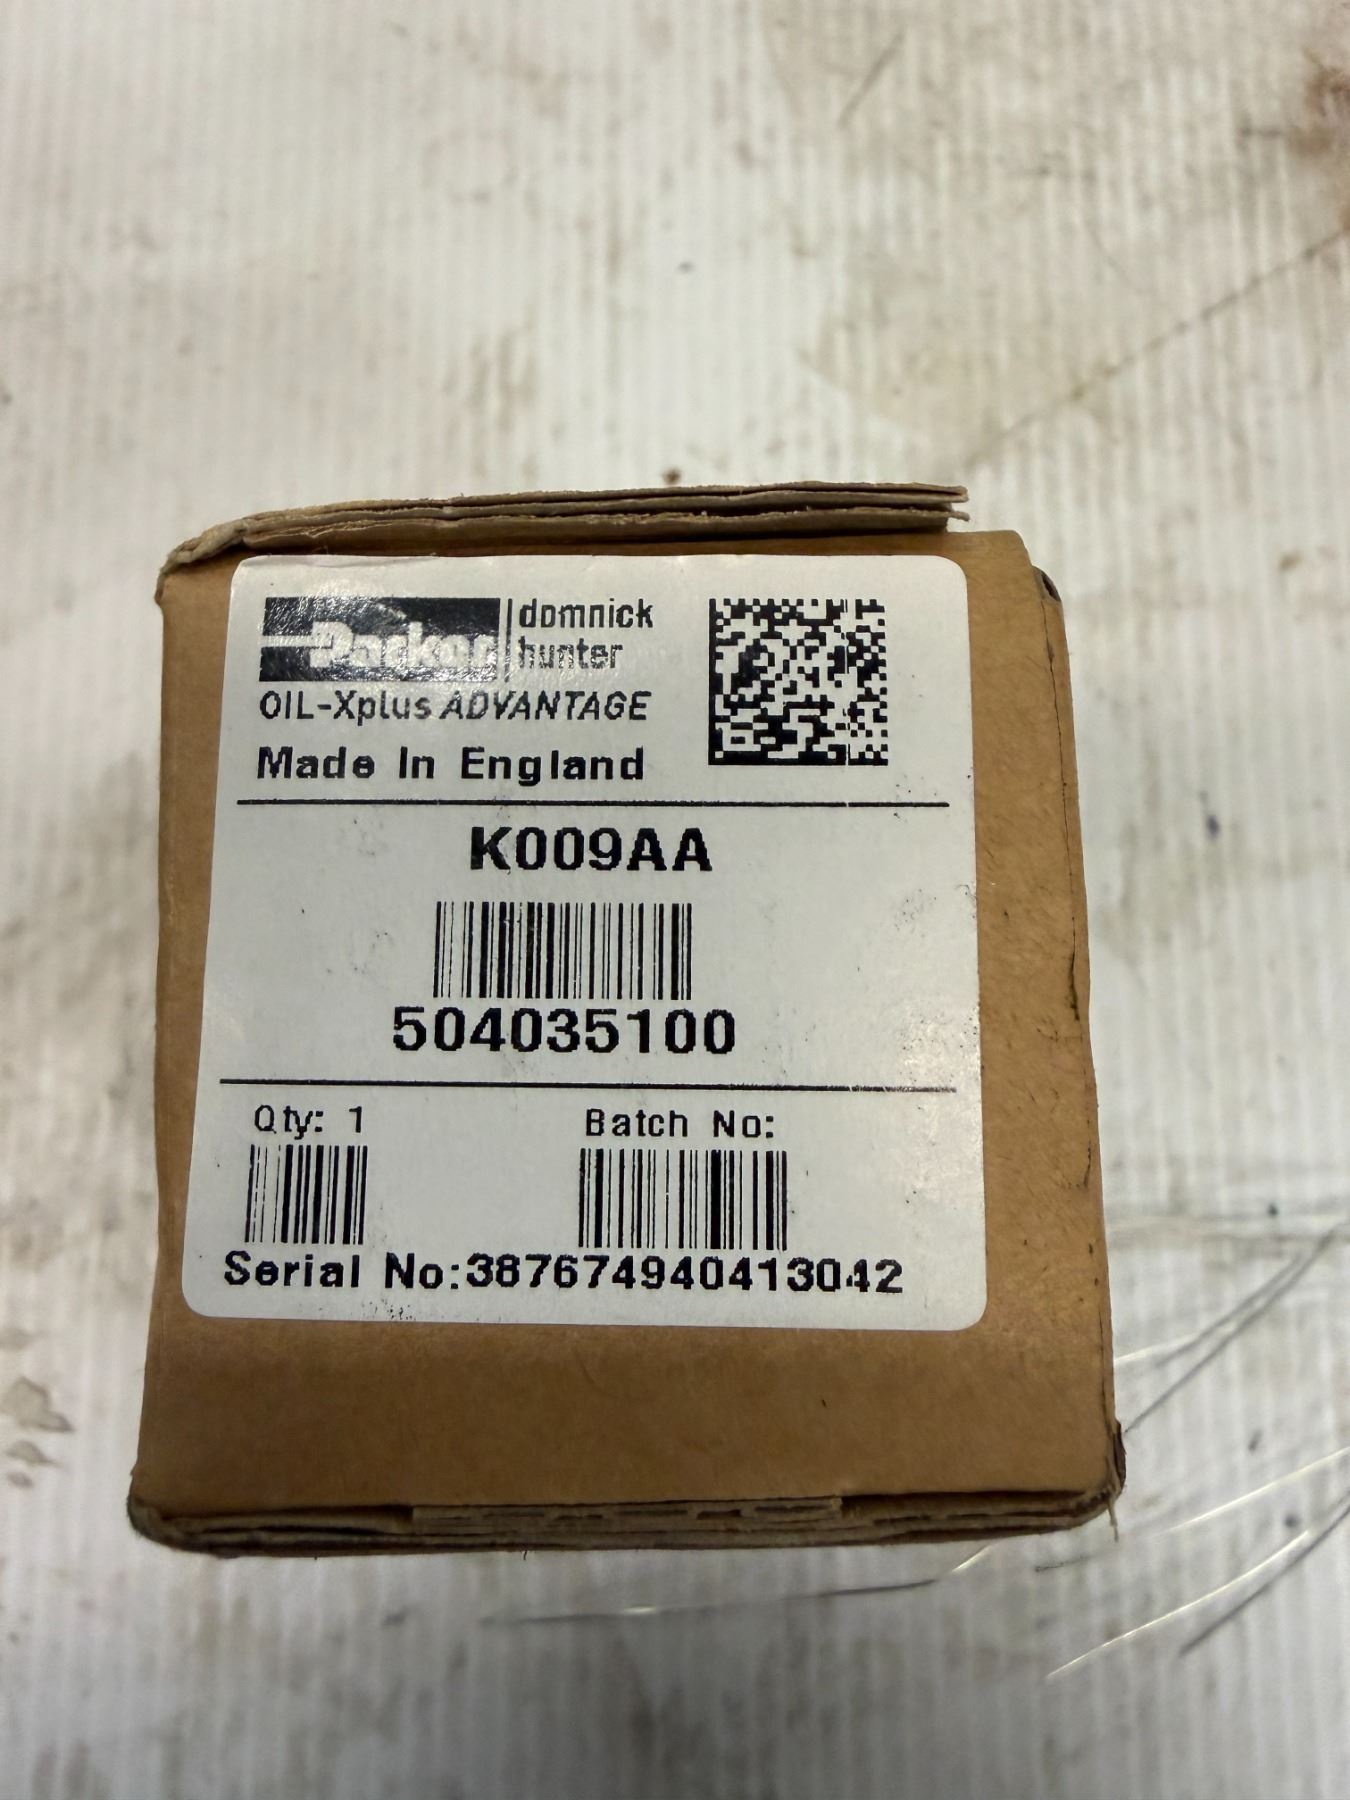 Parker domnick
hunter
OIL-Xplus ADVANTAGE
Made In England
K009AA
504035100
Qty: 1 Batch No:
Serial No:387674940413042